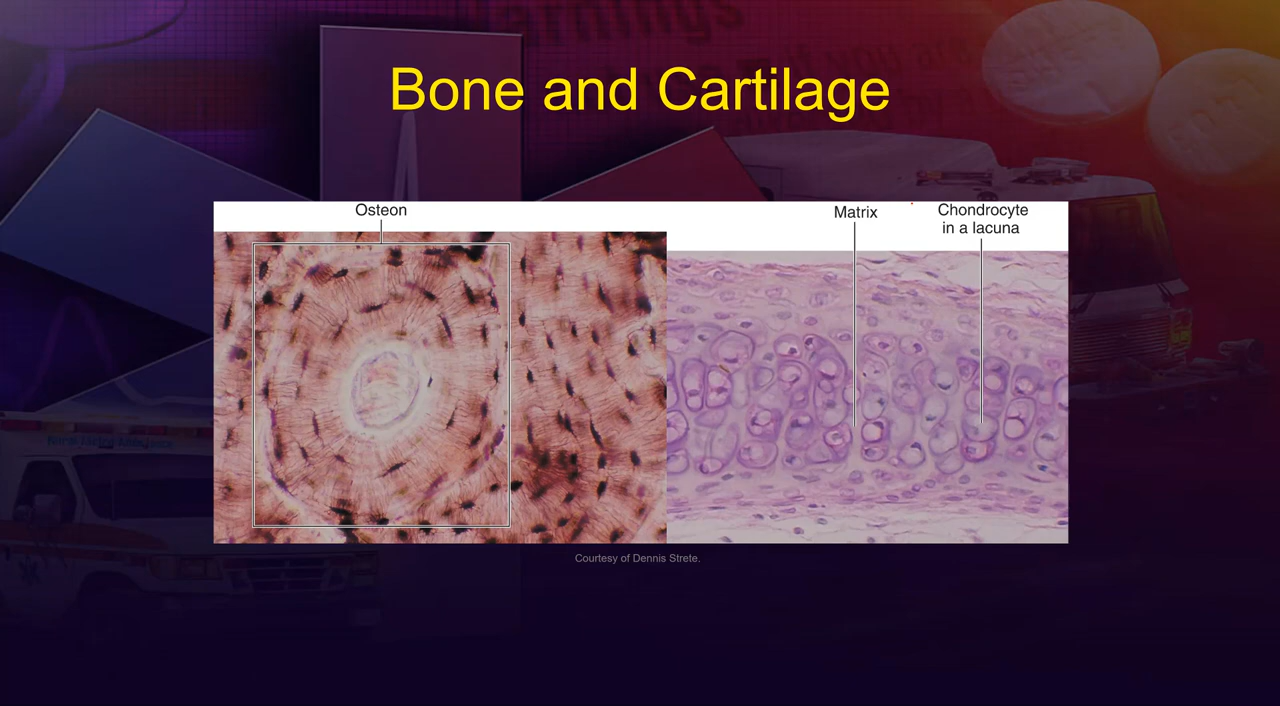 Bone and Cartilage
Osteon
Matrix
Chondrocyte
in a lacuna
Courtesy of Dennis Strete.